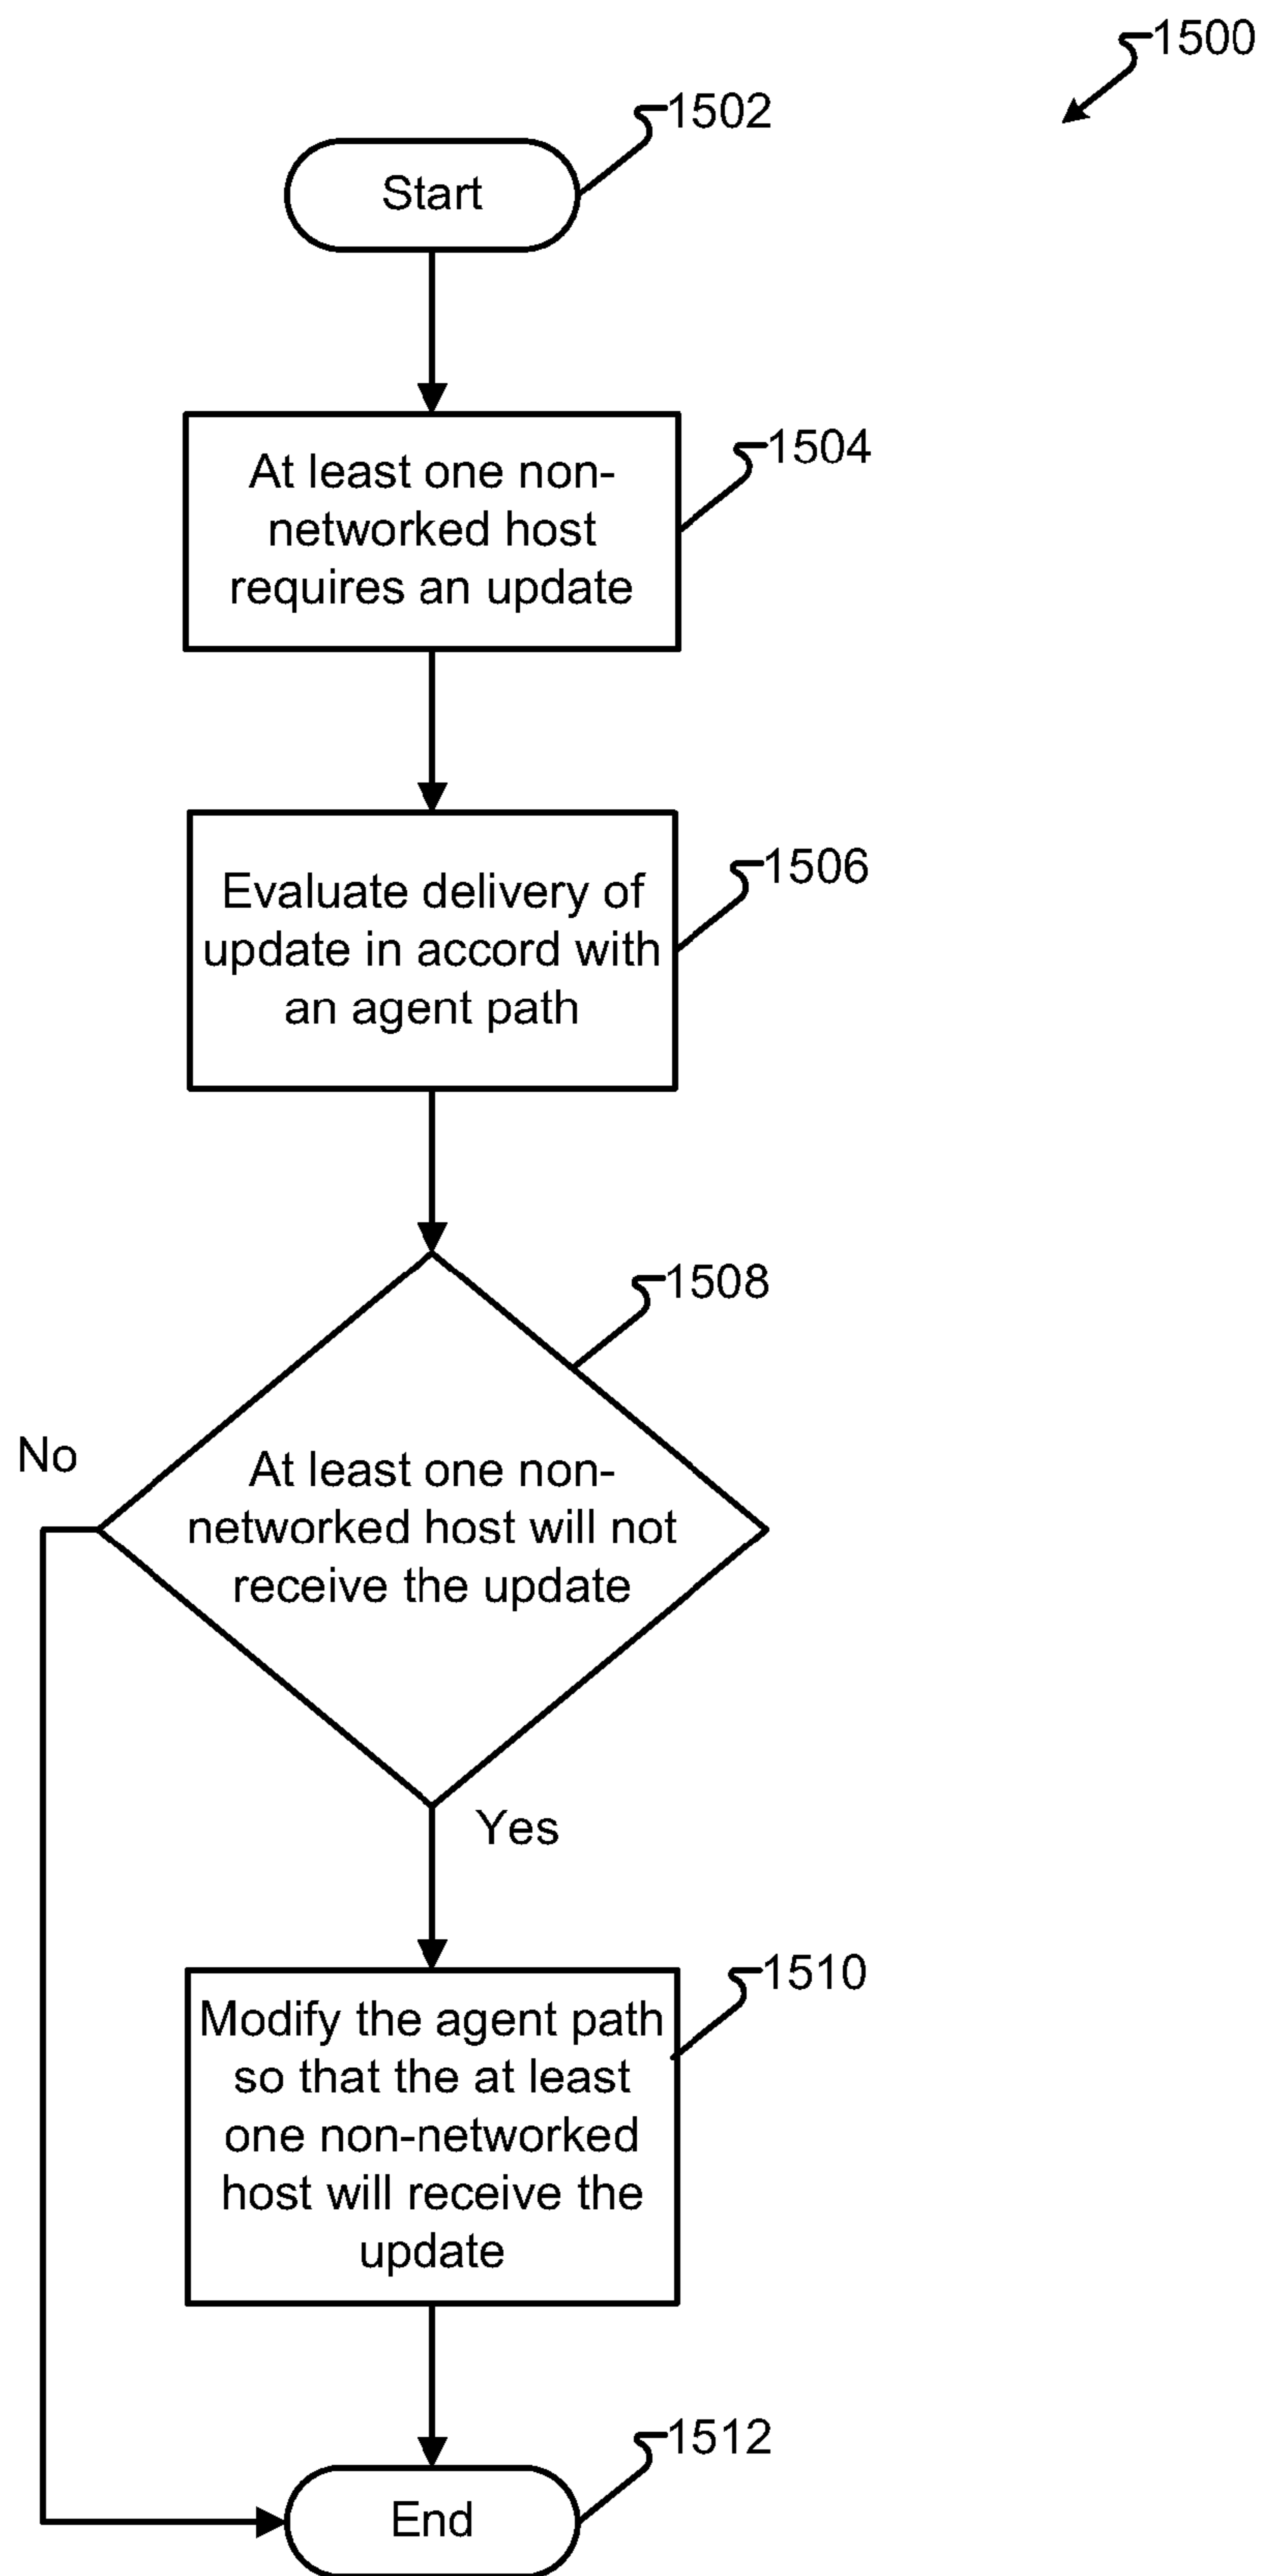 1500
1502
Start
1504
At least one non-
networked host
requires an update
1506
Evaluate delivery of
update in accord with
an agent path
1508
No
At least one non-
networked host will not
receive the update
Yes
1510
Modify the agent path
so that the at least
one non-networked
host will receive the
update
1512
End